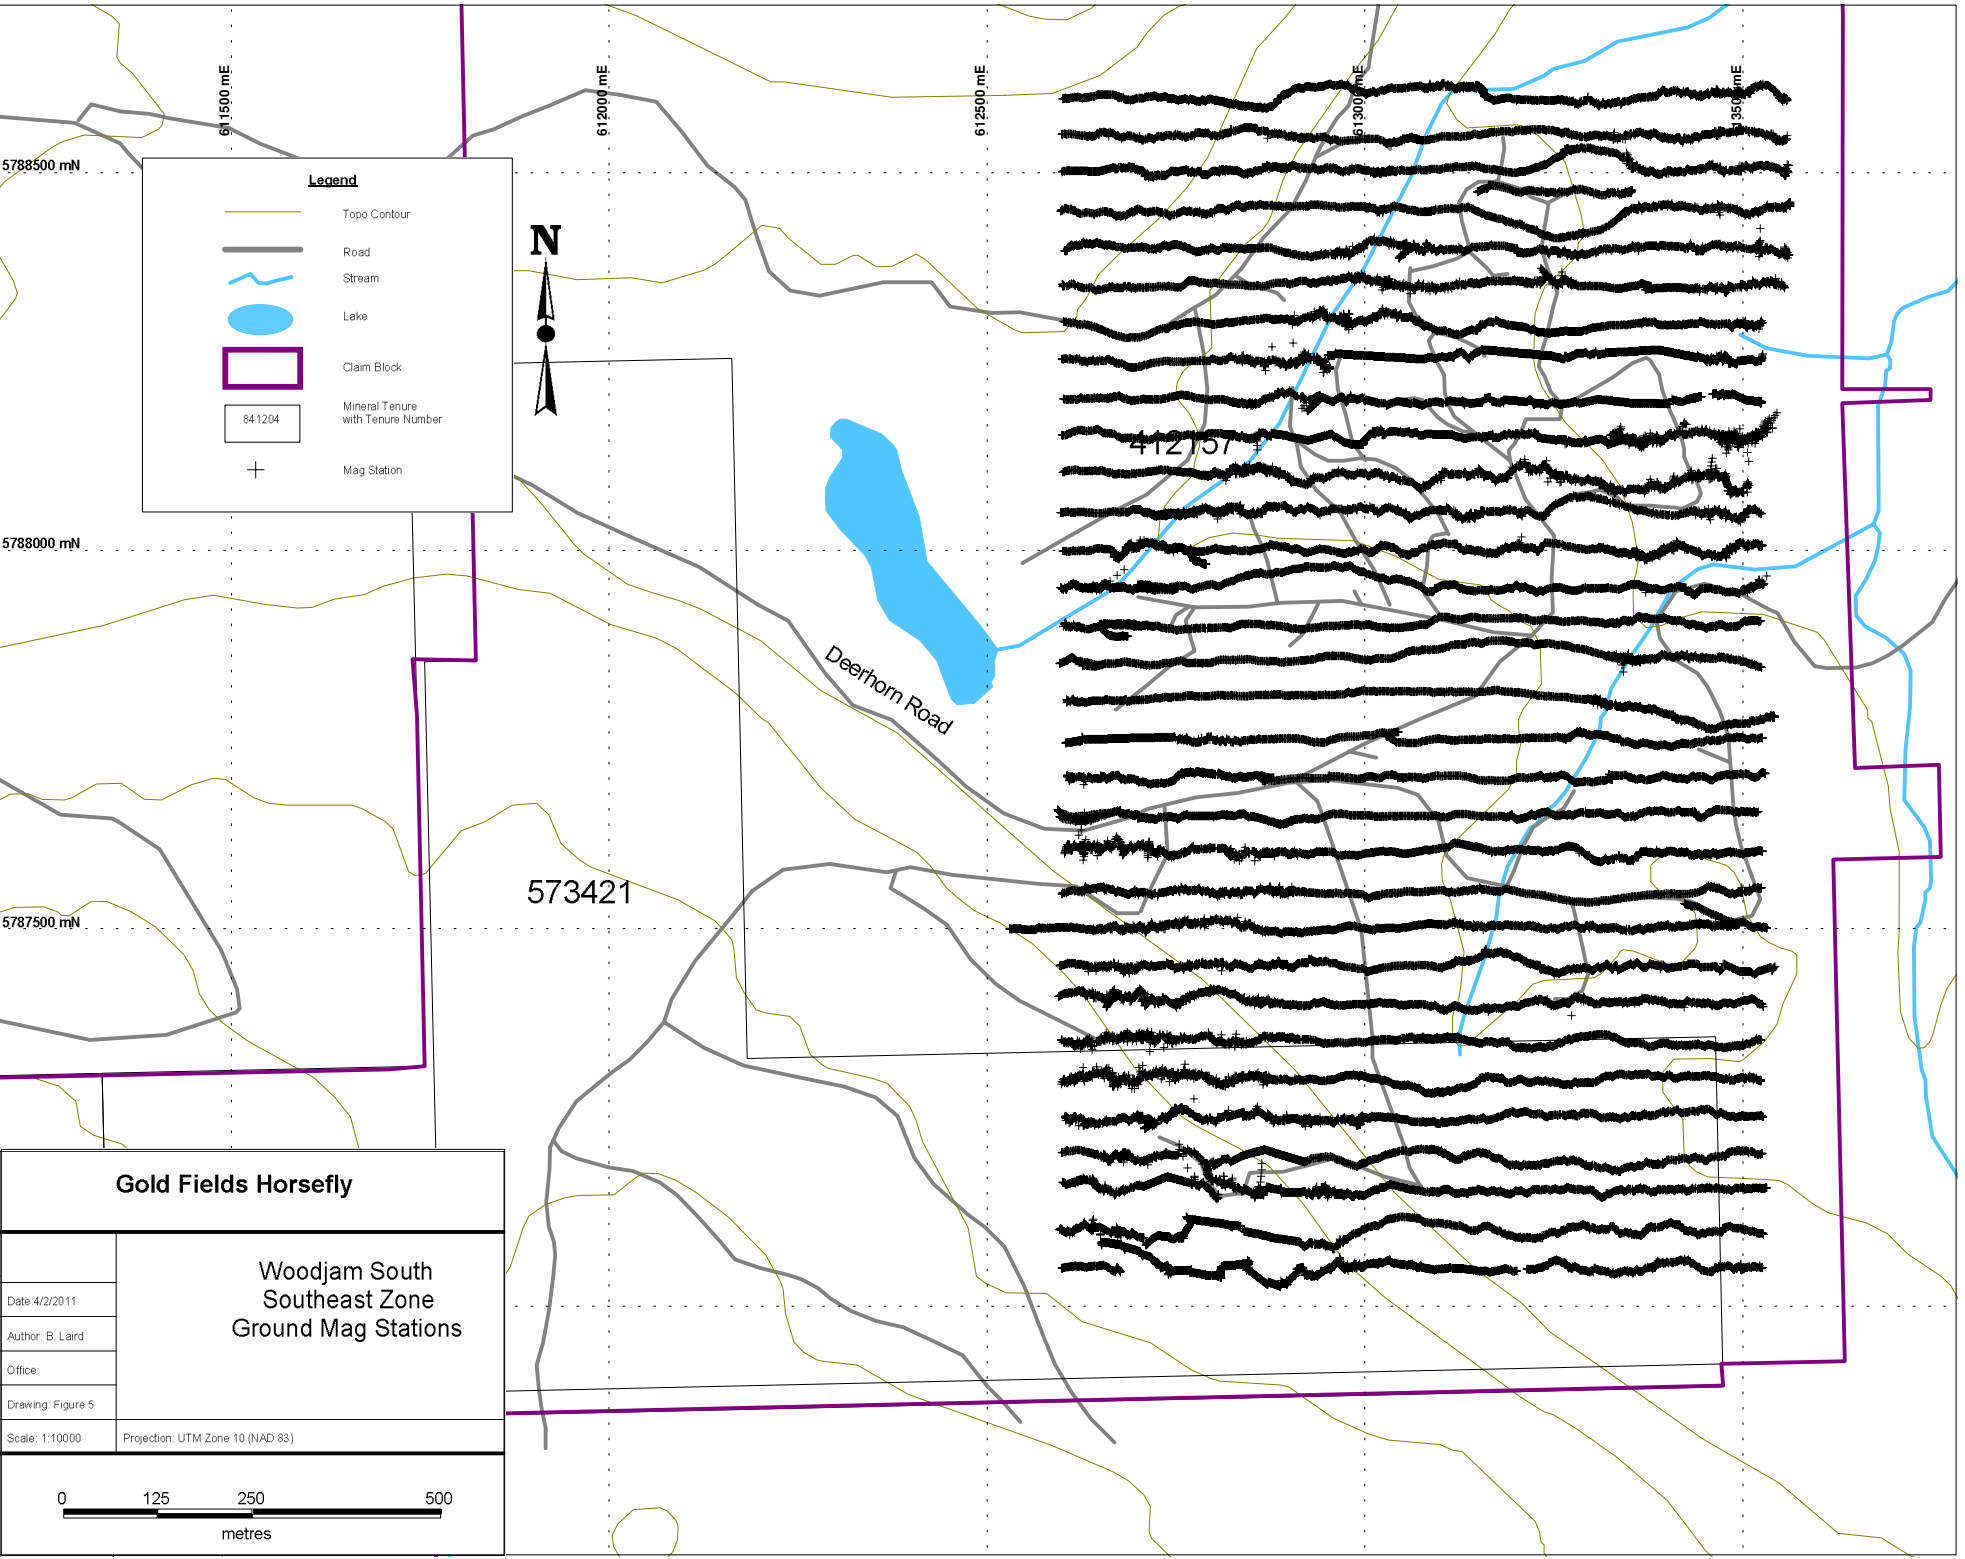 611500 mE
612000 mE
612500 mE
613000 mE
13500 mE
5788500 mN
Legend
Topo Contour
Road
Stream
Lake
Claim Block
841204
Mineral Tenure
with Tenure Number
Mag Station
N
412157
5788000 mN
Deerhorn Road
573421
5787500 mN
Gold Fields Horsefly
Woodjam South
Southeast Zone
Ground Mag Stations
Date:4/2/2011
Author: B. Laird
Office:
Drawing: Figure 5
Scale: 1:10000
Projection: UTM Zone 10 (NAD 83)
0 125 250 500
metres